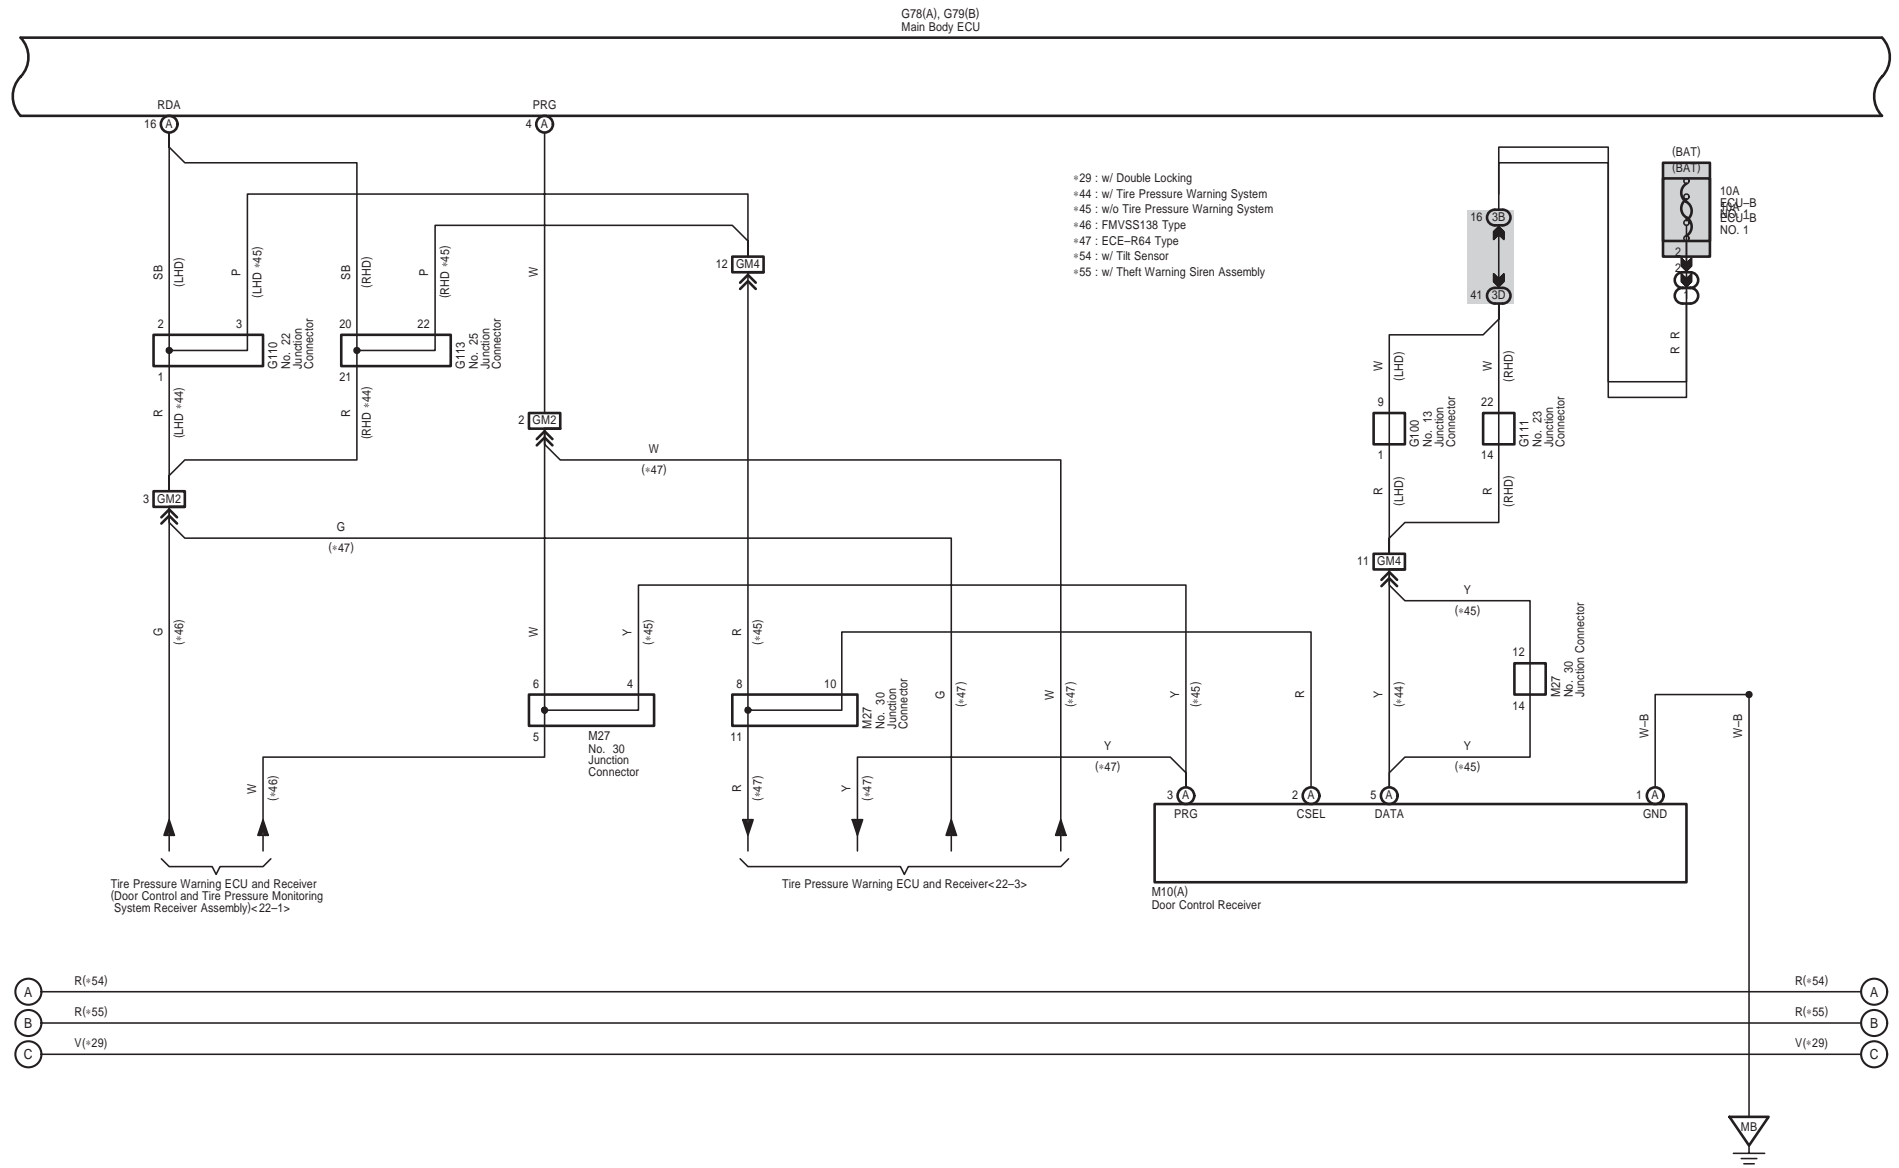 G78(A), G79(B)
Main Body ECU
RDA
PRG
16 A
4 A
∗29 : w/ Double Locking
∗44 : w/ Tire Pressure Warning System
∗45 : w/o Tire Pressure Warning System
∗46 : FMVSS138 Type
∗47 : ECE–R64 Type
∗54 : w/ Tilt Sensor
∗55 : w/ Theft Warning Siren Assembly
(BAT)
(BAT)
10A
ECU–B
NO. 1
10A
ECU–B
NO. 1
2
2
1
R R
16 3B
41 3D
SB
(LHD)
P
(LHD ∗45)
SB
(RHD)
P
(RHD ∗45)
W
12 GM4
2
3
G110
No. 22
Junction
Connector
1
20
22
G113
No. 25
Junction
Connector
21
R
(LHD ∗44)
R
(RHD ∗44)
2 GM2
W
(∗47)
3 GM2
G
(∗47)
W
(LHD)
W
(RHD)
9
G100
No. 13
Junction
Connector
1
22
G111
No. 23
Junction
Connector
14
R
(LHD)
R
(RHD)
11 GM4
Y
(∗45)
G
(∗46)
W
Y
(∗45)
R
(∗45)
6
4
5
M27
No. 30
Junction
Connector
8
10
11
M27
No. 30
Junction
Connector
G
(∗47)
W
(∗47)
Y
(∗45)
R
Y
(∗44)
12
M27
No. 30
Junction Connector
14
W–B
W–B
Y
(∗47)
Y
(∗45)
W
(∗46)
R
(∗47)
Y
(∗47)
3 A
2 A
5 A
1 A
PRG
CSEL
DATA
GND
Tire Pressure Warning ECU and Receiver
(Door Control and Tire Pressure Monitoring
System Receiver Assembly)<22–1>
Tire Pressure Warning ECU and Receiver<22–3>
M10(A)
Door Control Receiver
A R(∗54) R(∗54) A
B R(∗55) R(∗55) B
C V(∗29) V(∗29) C
MB